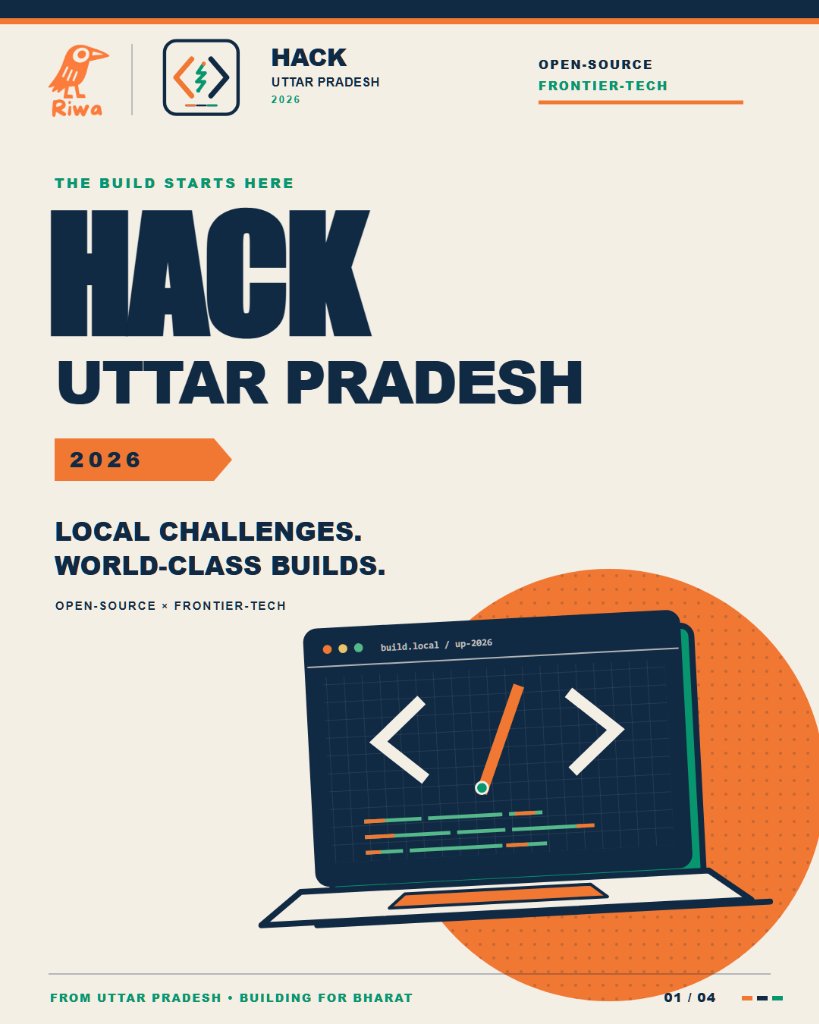 Riwa
HACK
UTTAR PRADESH
2026
OPEN-SOURCE
FRONTIER-TECH
THE BUILD STARTS HERE
HACK
UTTAR PRADESH
2026
LOCAL CHALLENGES.
WORLD-CLASS BUILDS.
OPEN-SOURCE × FRONTIER-TECH
build.local / up-2026
FROM UTTAR PRADESH • BUILDING FOR BHARAT
01 / 04